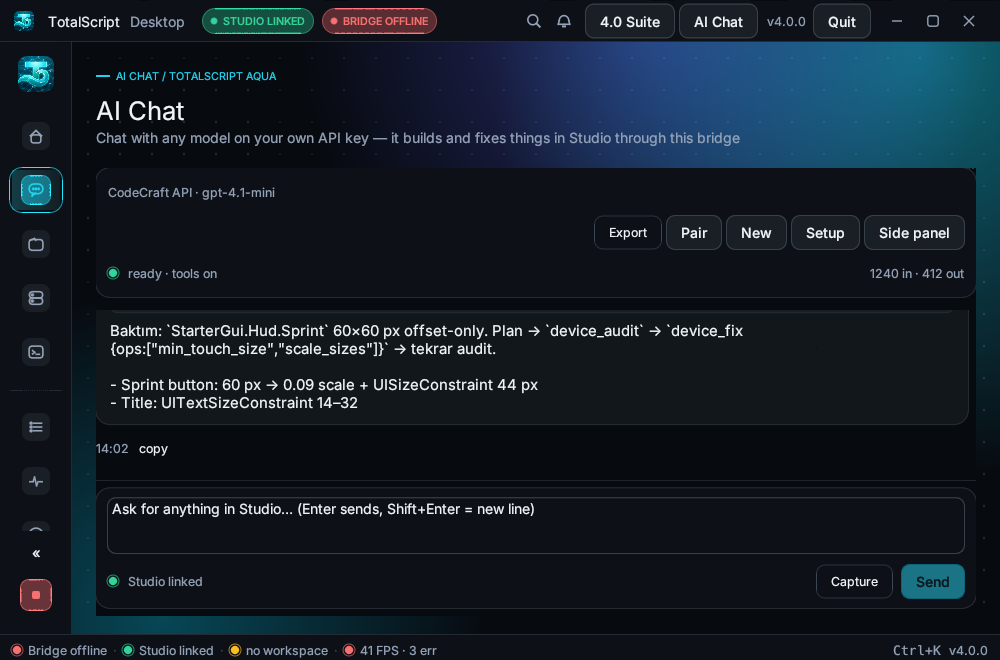 TotalScript Desktop STUDIO LINKED BRIDGE OFFLINE 4.0 Suite AI Chat v4.0.0 Quit
AI CHAT / TOTALSCRIPT AQUA
AI Chat
Chat with any model on your own API key — it builds and fixes things in Studio through this bridge
CodeCraft API · gpt-4.1-mini
Export Pair New Setup Side panel
ready · tools on 1240 in · 412 out
Baktım: `StarterGui.Hud.Sprint` 60×60 px offset-only. Plan → `device_audit` → `device_fix
{ops:["min_touch_size","scale_sizes"]}` → tekrar audit.
- Sprint button: 60 px → 0.09 scale + UISizeConstraint 44 px
- Title: UITextSizeConstraint 14–32
14:02 copy
Ask for anything in Studio... (Enter sends, Shift+Enter = new line)
Studio linked Capture Send
«
Bridge offline · Studio linked · no workspace · 41 FPS · 3 err Ctrl+K v4.0.0